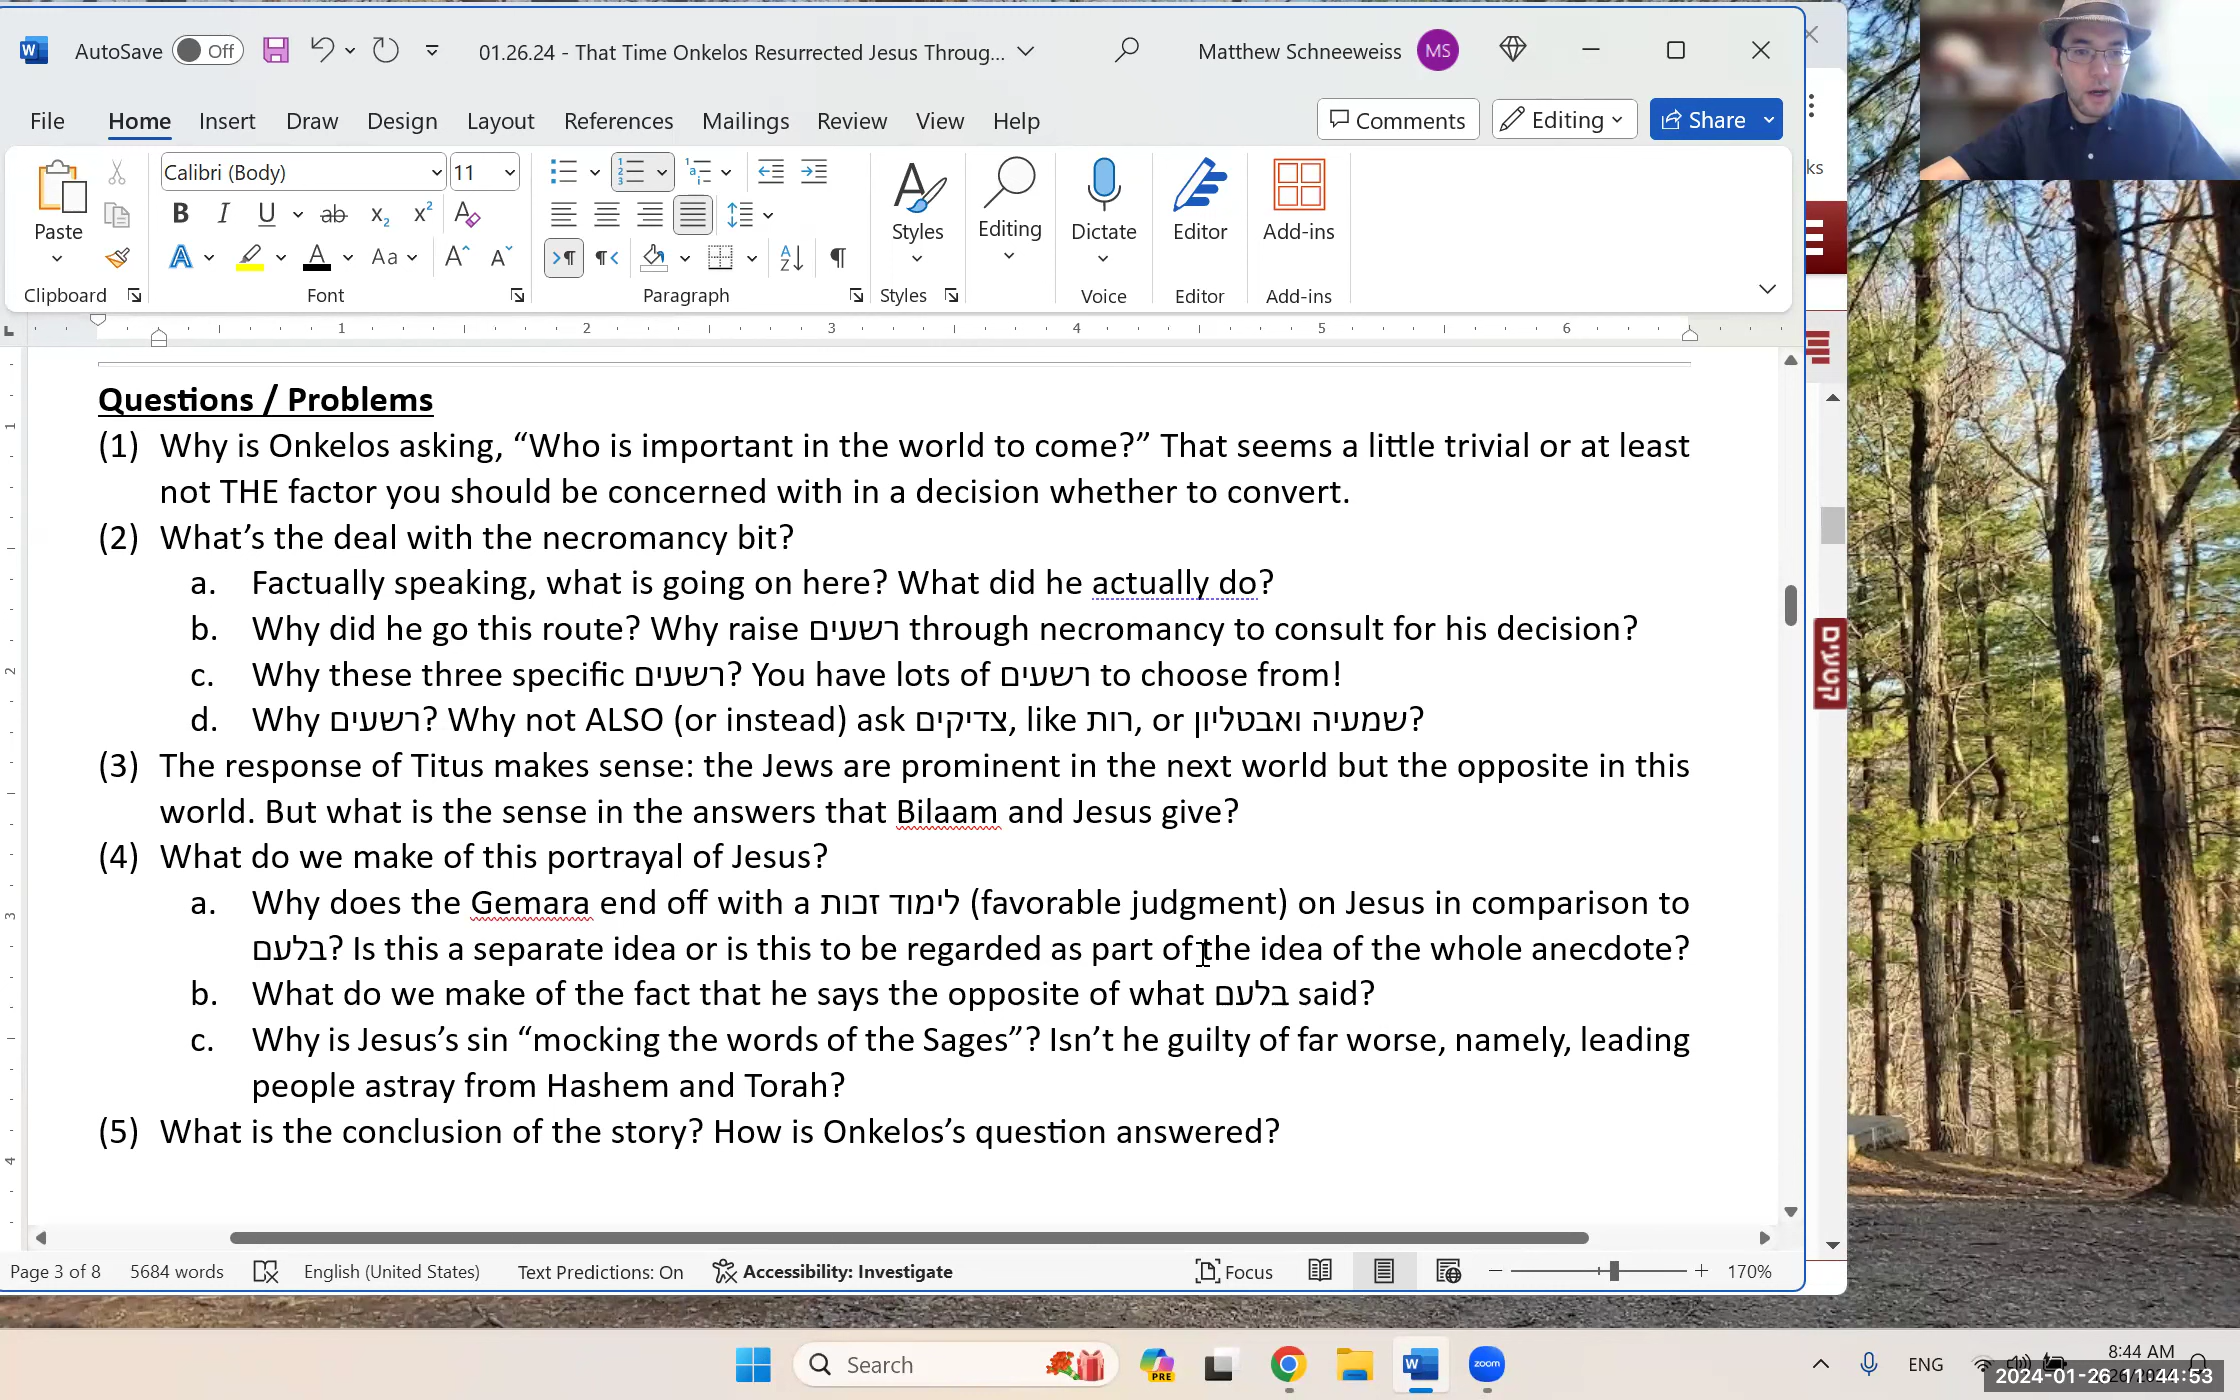 AutoSave Off 01.26.24 - That Time Onkelos Resurrected Jesus Throug... Matthew Schneeweiss MS
File Home Insert Draw Design Layout References Mailings Review View Help Comments Editing Share
Calibri (Body) 11
Paste Styles Editing Dictate Editor Add-ins
Clipboard Font Paragraph Styles Voice Editor Add-ins
1 2 3 4 5 6
Questions / Problems
(1) Why is Onkelos asking, “Who is important in the world to come?” That seems a little trivial or at least
not THE factor you should be concerned with in a decision whether to convert.
(2) What’s the deal with the necromancy bit?
a. Factually speaking, what is going on here? What did he actually do?
b. Why did he go this route? Why raise רשעים through necromancy to consult for his decision?
c. Why these three specific רשעים? You have lots of רשעים to choose from!
d. Why רשעים? Why not ALSO (or instead) ask צדיקים, like רות, or שמעיה ואבטליון?
(3) The response of Titus makes sense: the Jews are prominent in the next world but the opposite in this
world. But what is the sense in the answers that Bilaam and Jesus give?
(4) What do we make of this portrayal of Jesus?
a. Why does the Gemara end off with a לימוד זכות (favorable judgment) on Jesus in comparison to
בלעם? Is this a separate idea or is this to be regarded as part of the idea of the whole anecdote?
b. What do we make of the fact that he says the opposite of what בלעם said?
c. Why is Jesus’s sin “mocking the words of the Sages”? Isn’t he guilty of far worse, namely, leading
people astray from Hashem and Torah?
(5) What is the conclusion of the story? How is Onkelos’s question answered?
קטעים
Page 3 of 8 5684 words English (United States) Text Predictions: On Accessibility: Investigate Focus 170%
Search PRE zoom ENG 8:44 AM
2024-01-26 11:44:53